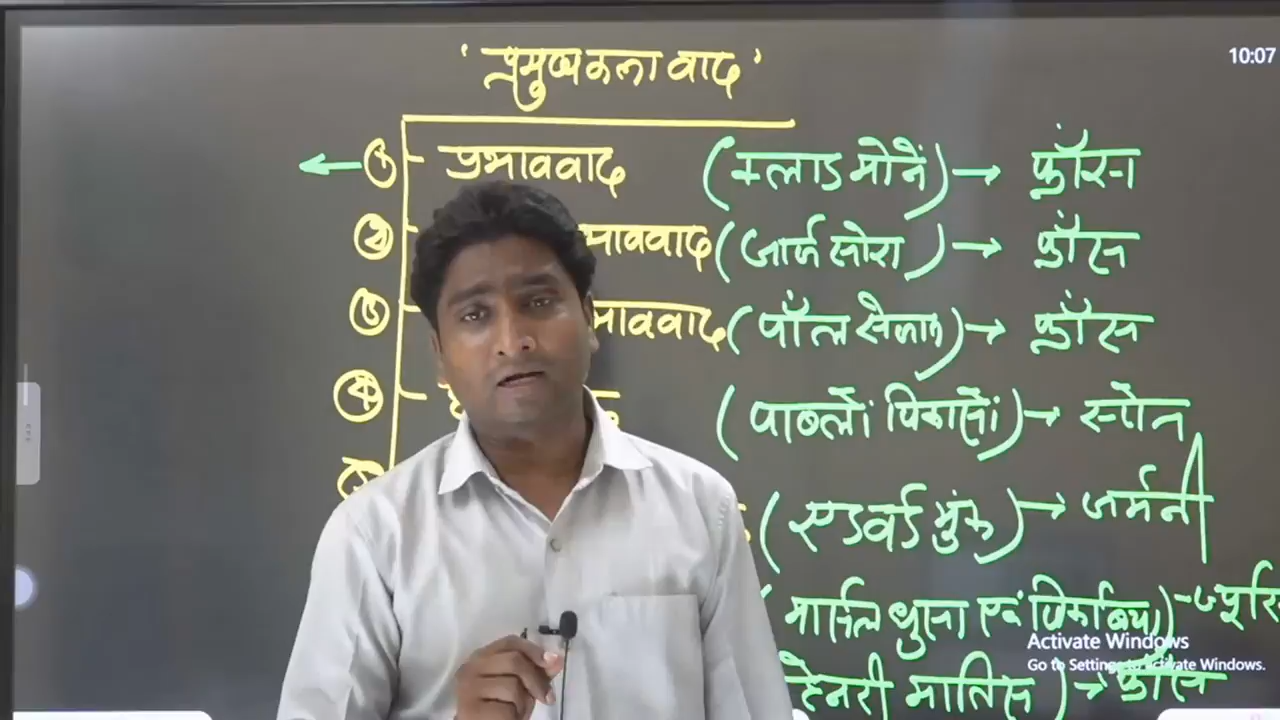 10:07
' प्रमुख कला वाद '
① प्रभाववाद (क्लाड मोनें) → फ्रॉंस
② भाववाद (जार्ज सोरा) → फ्रॉंस
③ भाववाद (पॉल सेजान) → फ्रॉंस
④ (पाब्लों पिकासों) → स्पेन
(एडवर्ड मुंक) → जर्मनी
एवं
Activate Windows
Go to Settings to activate Windows.
हेनरी मातिस) → फ्रॉंस